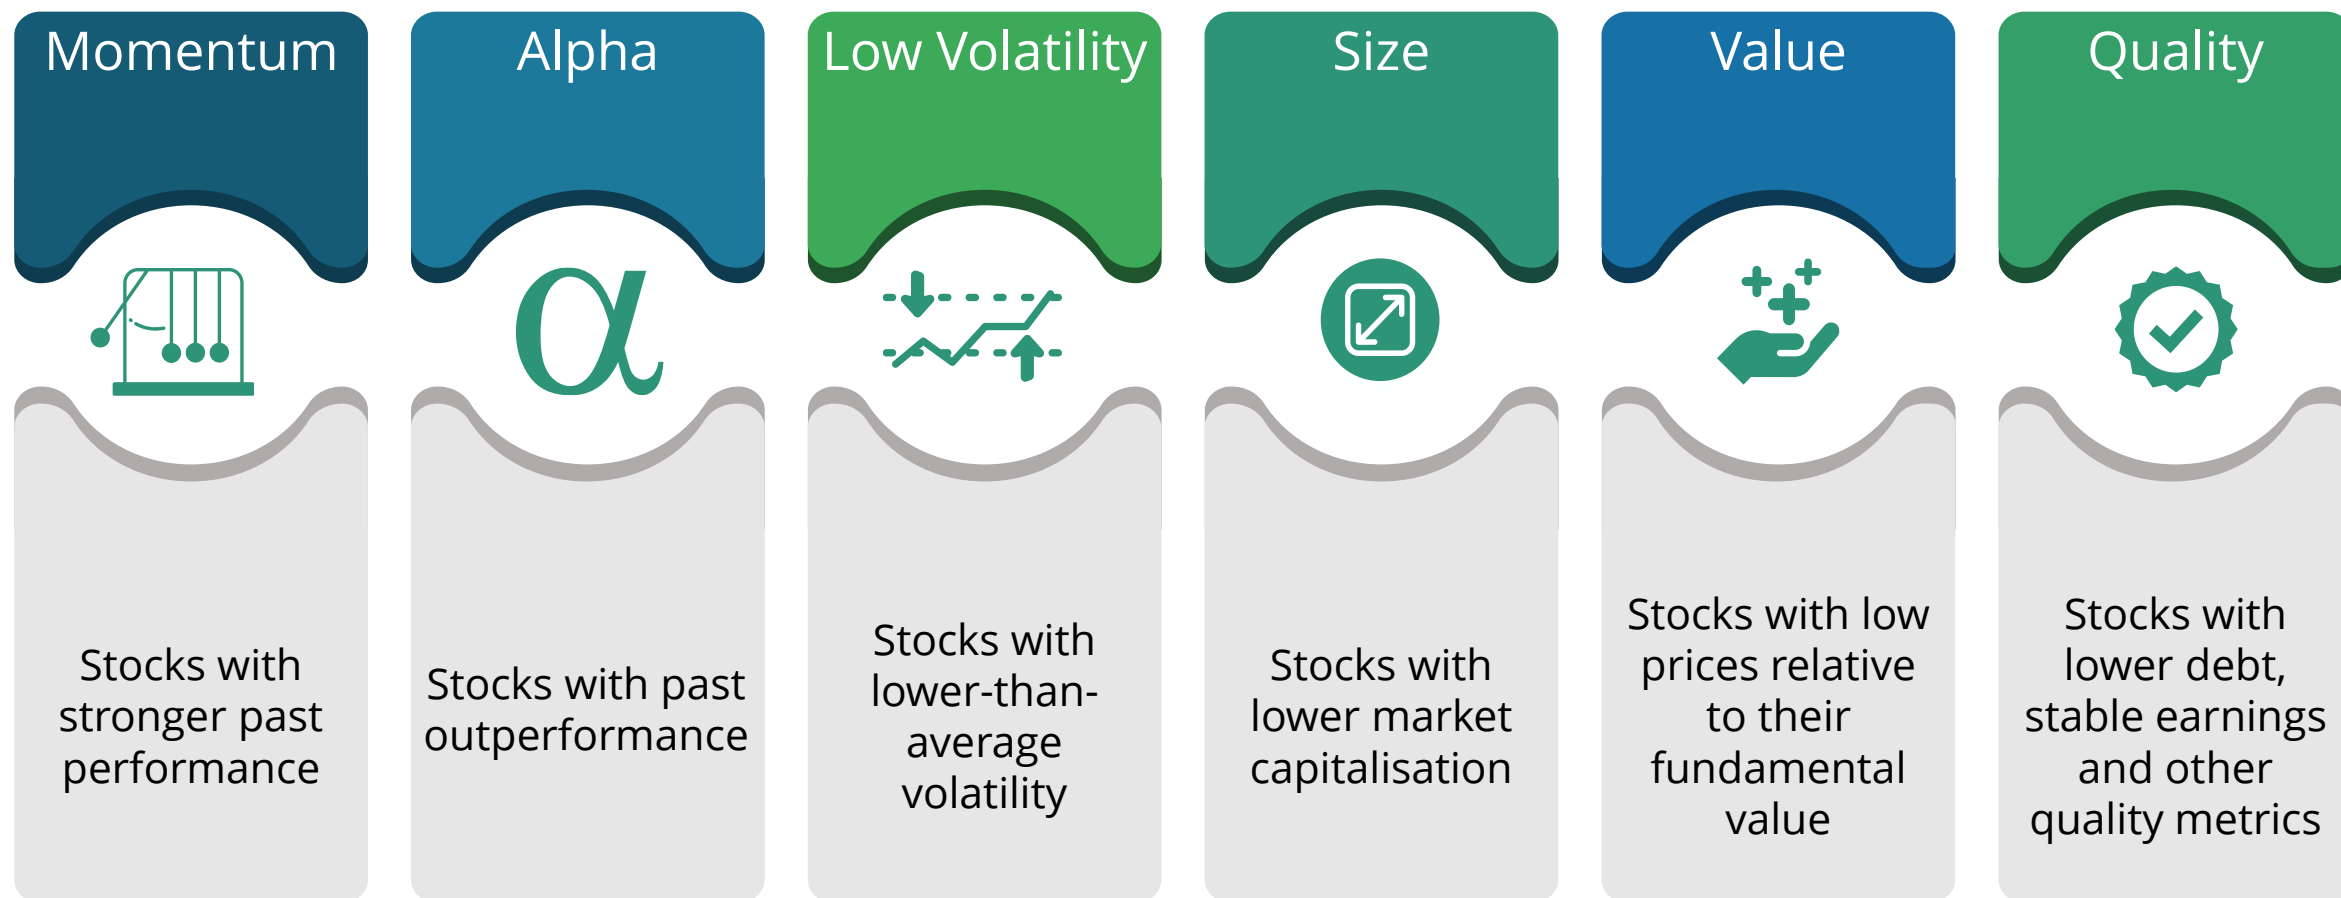 Momentum
Alpha
Low Volatility
Size
Value
Quality
α
Stocks with
stronger past
performance
Stocks with past
outperformance
Stocks with
lower-than-
average
volatility
Stocks with
lower market
capitalisation
Stocks with low
prices relative
to their
fundamental
value
Stocks with
lower debt,
stable earnings
and other
quality metrics